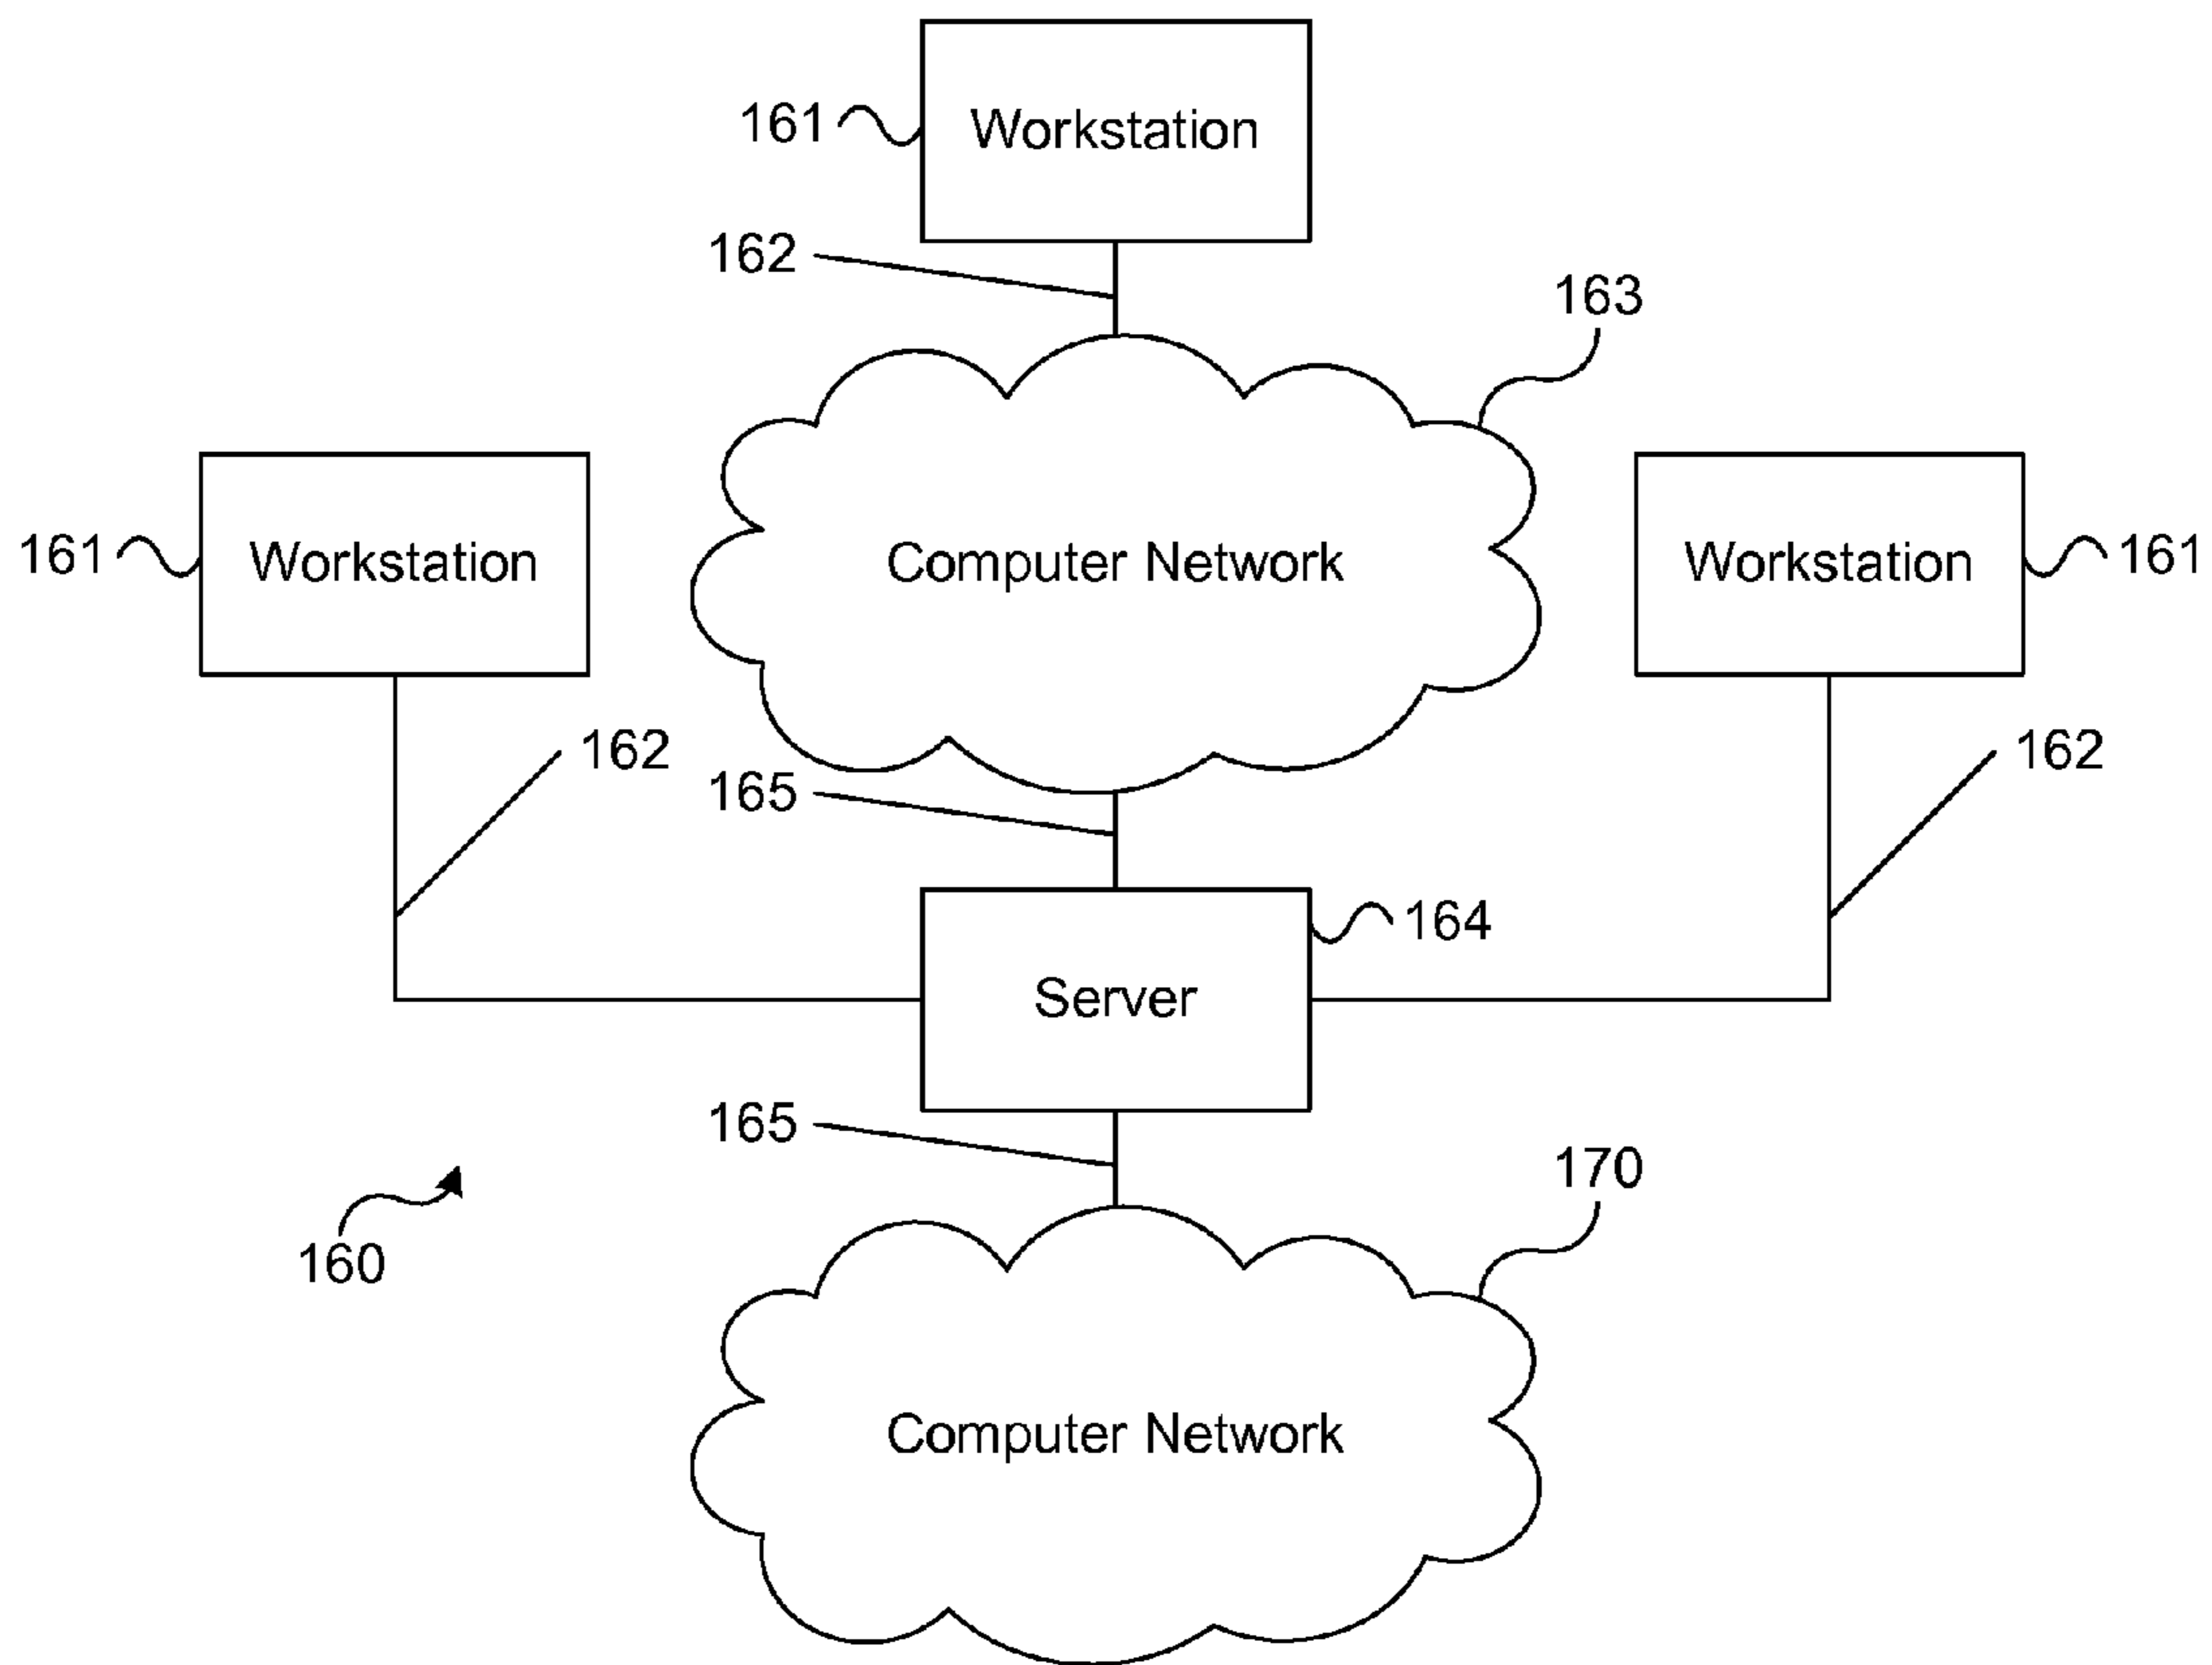 161
Workstation
162
163
161
Workstation
Computer Network
Workstation
161
162
165
162
164
Server
165
160
170
Computer Network